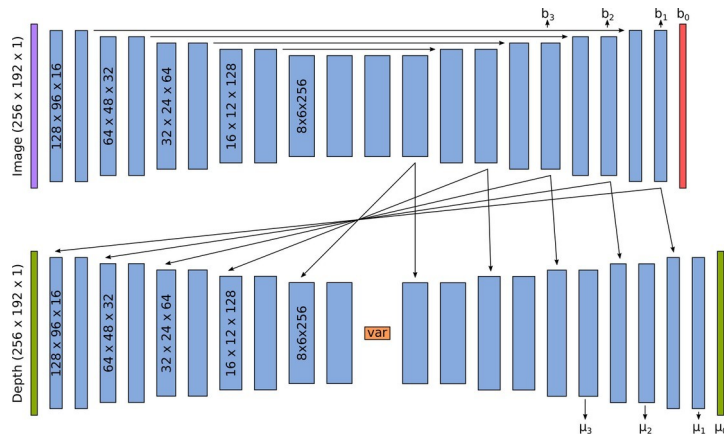 b₃ b₂ b₁ b₀
Image (256 x 192 x 1)
128 x 96 x 16
64 x 48 x 32
32 x 24 x 64
16 x 12 x 128
8x6x256
Depth (256 x 192 x 1)
128 x 96 x 16
64 x 48 x 32
32 x 24 x 64
16 x 12 x 128
8x6x256
var
μ₃ μ₂ μ₁ μ